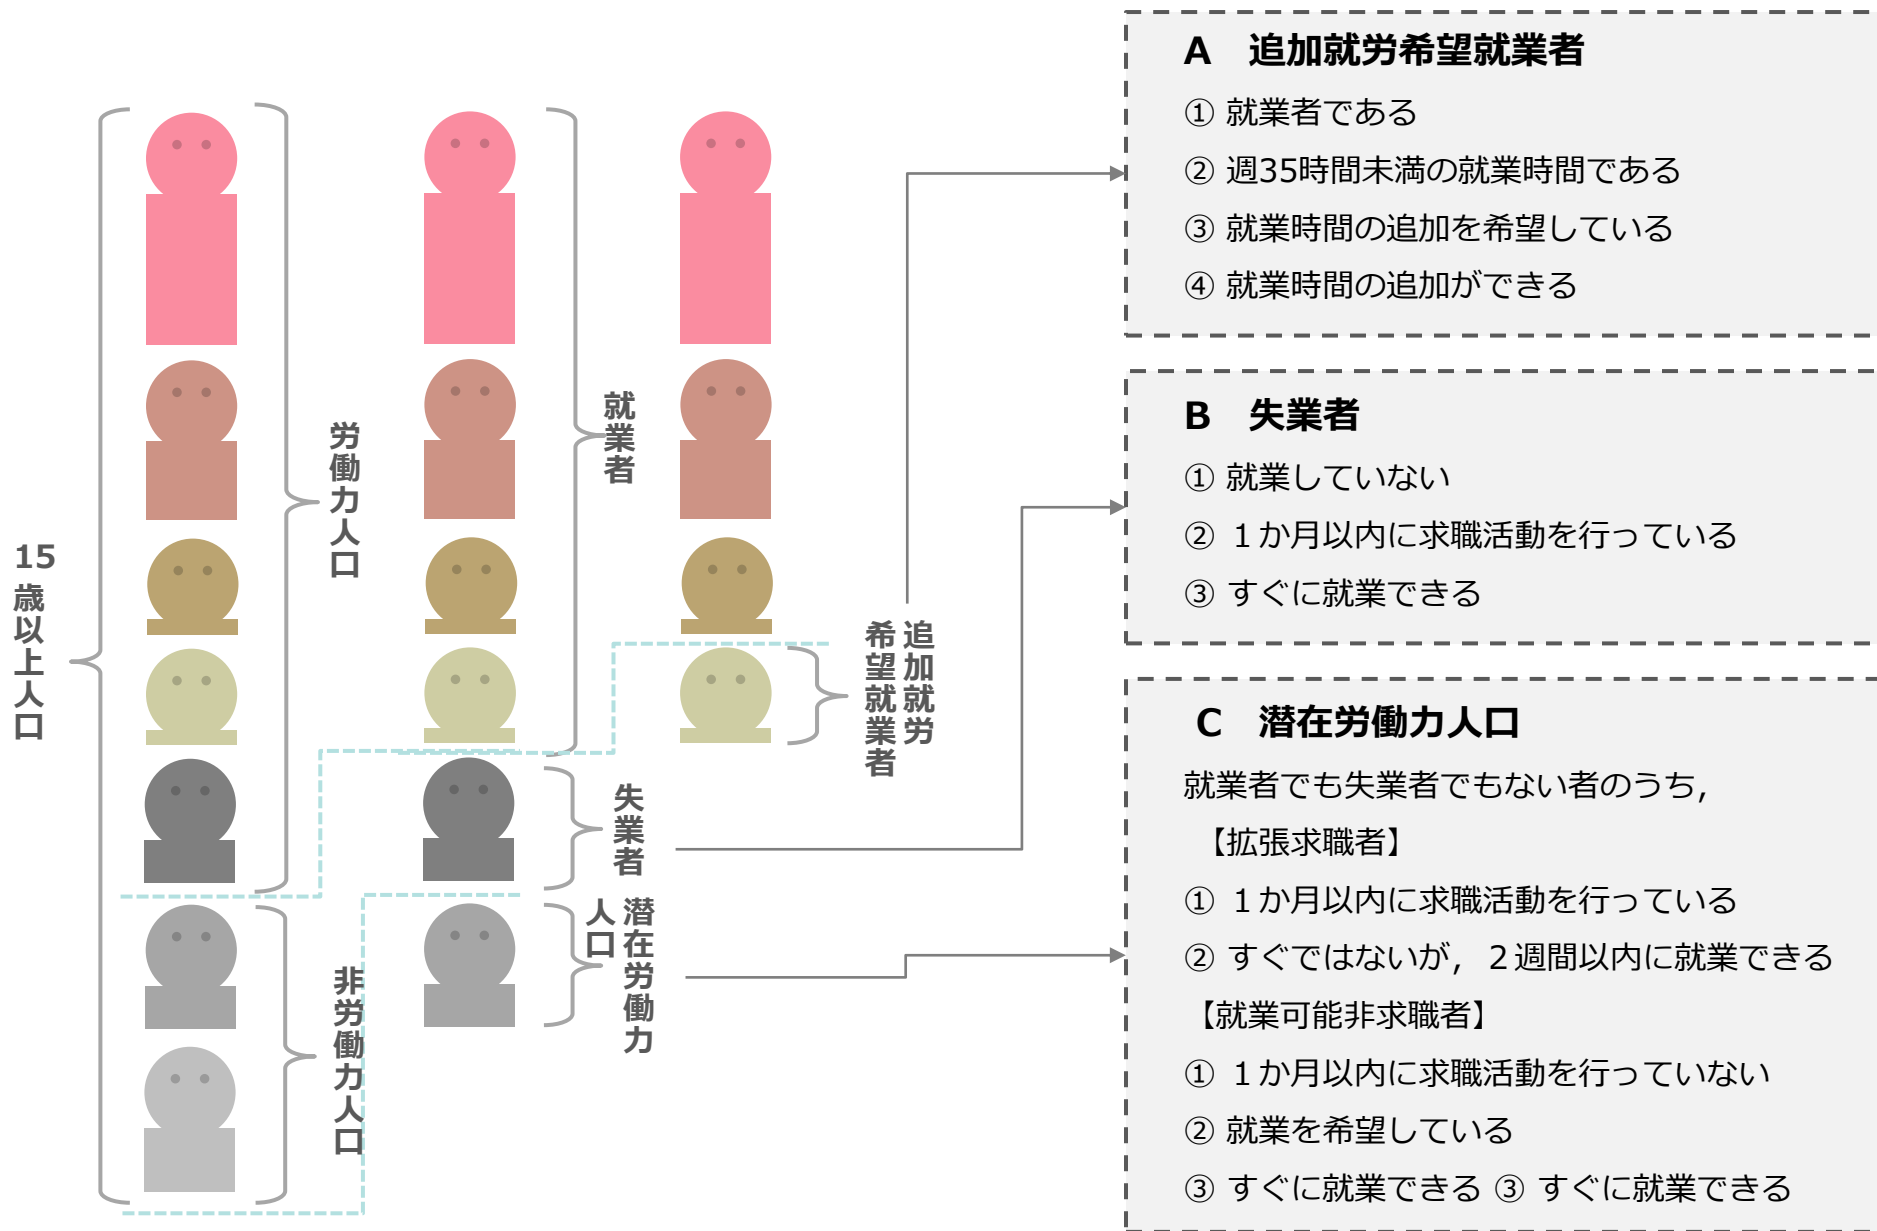 15歳以上人口
労働力人口
非労働力人口
就業者
失業者
潜在労働力
人口
追加就労
希望就業者
A　追加就労希望就業者
① 就業者である
② 週35時間未満の就業時間である
③ 就業時間の追加を希望している
④ 就業時間の追加ができる
B　失業者
① 就業していない
② １か月以内に求職活動を行っている
③ すぐに就業できる
C　潜在労働力人口
就業者でも失業者でもない者のうち，
【拡張求職者】
① １か月以内に求職活動を行っている
② すぐではないが，２週間以内に就業できる
【就業可能非求職者】
① １か月以内に求職活動を行っていない
② 就業を希望している
③ すぐに就業できる ③ すぐに就業できる